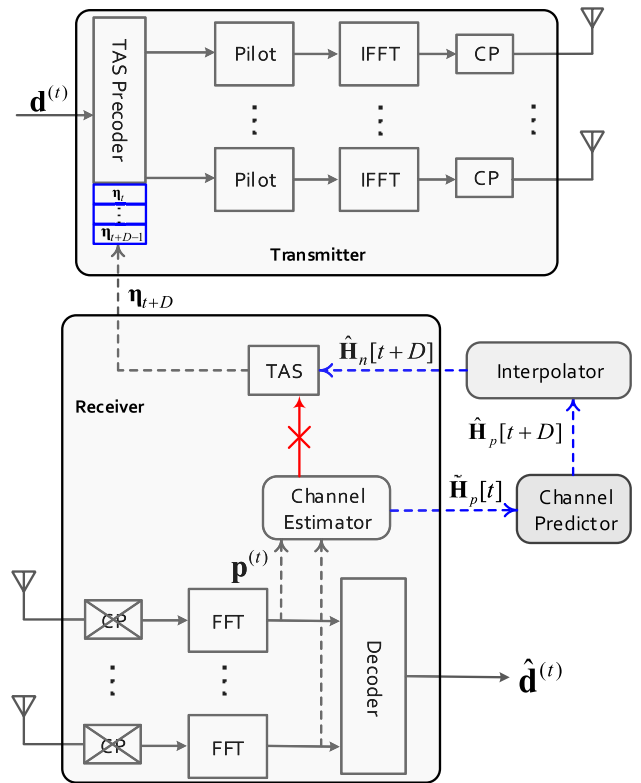 TAS Precoder
Pilot
IFFT
CP
𝐝^(t)
⋮
Pilot
IFFT
CP
𝛈_t
⋮
𝛈_{t+D−1}
Transmitter
𝛈_{t+D}
Ĥ_n[t+D]
TAS
Interpolator
Receiver
Ĥ_p[t+D]
Channel
Estimator
H̃_p[t]
Channel
Predictor
𝐩^(t)
CP
FFT
Decoder
𝐝̂^(t)
CP
FFT